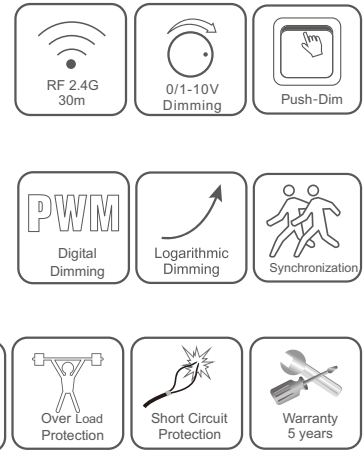 RF 2.4G
30m
0/1-10V
Dimming
Push-Dim
PWM
Digital
Dimming
Logarithmic
Dimming
Synchronization
Over Load
Protection
Short Circuit
Protection
Warranty
5 years